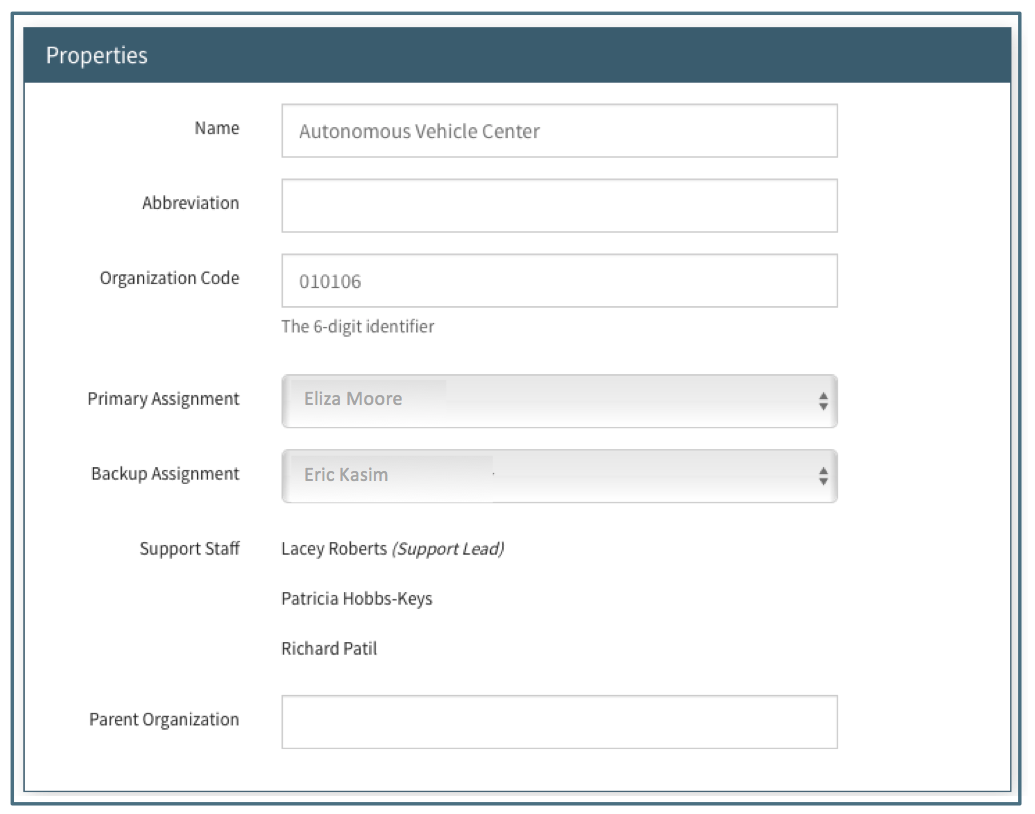 Properties
Name Autonomous Vehicle Center
Abbreviation
Organization Code 010106
The 6-digit identifier
Primary Assignment Eliza Moore
Backup Assignment Eric Kasim
Support Staff Lacey Roberts (Support Lead)
Patricia Hobbs-Keys
Richard Patil
Parent Organization